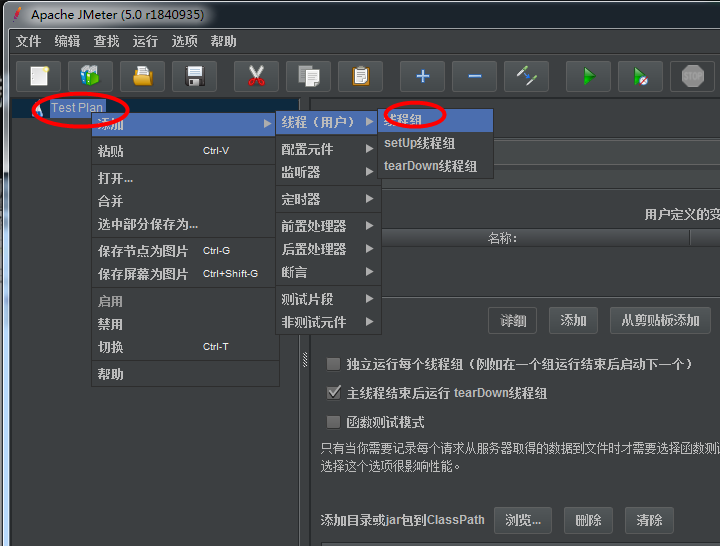 Apache JMeter (5.0 r1840935)
文件 编辑 查找 运行 选项 帮助
STOP
Test Plan
添加
粘贴 Ctrl-V
打开...
合并
选中部分保存为...
保存节点为图片 Ctrl-G
保存屏幕为图片 Ctrl+Shift-G
启用
禁用
切换 Ctrl-T
帮助
线程（用户）
配置元件
监听器
定时器
前置处理器
后置处理器
断言
测试片段
非测试元件
线程组
setUp线程组
tearDown线程组
用户定义的变
名称:
详细 添加 从剪贴板添加
独立运行每个线程组（例如在一个组运行结束后启动下一个）
主线程结束后运行 tearDown线程组
函数测试模式
只有当你需要记录每个请求从服务器取得的数据到文件时才需要选择函数测
选择这个选项很影响性能。
添加目录或jar包到ClassPath 浏览... 删除 清除